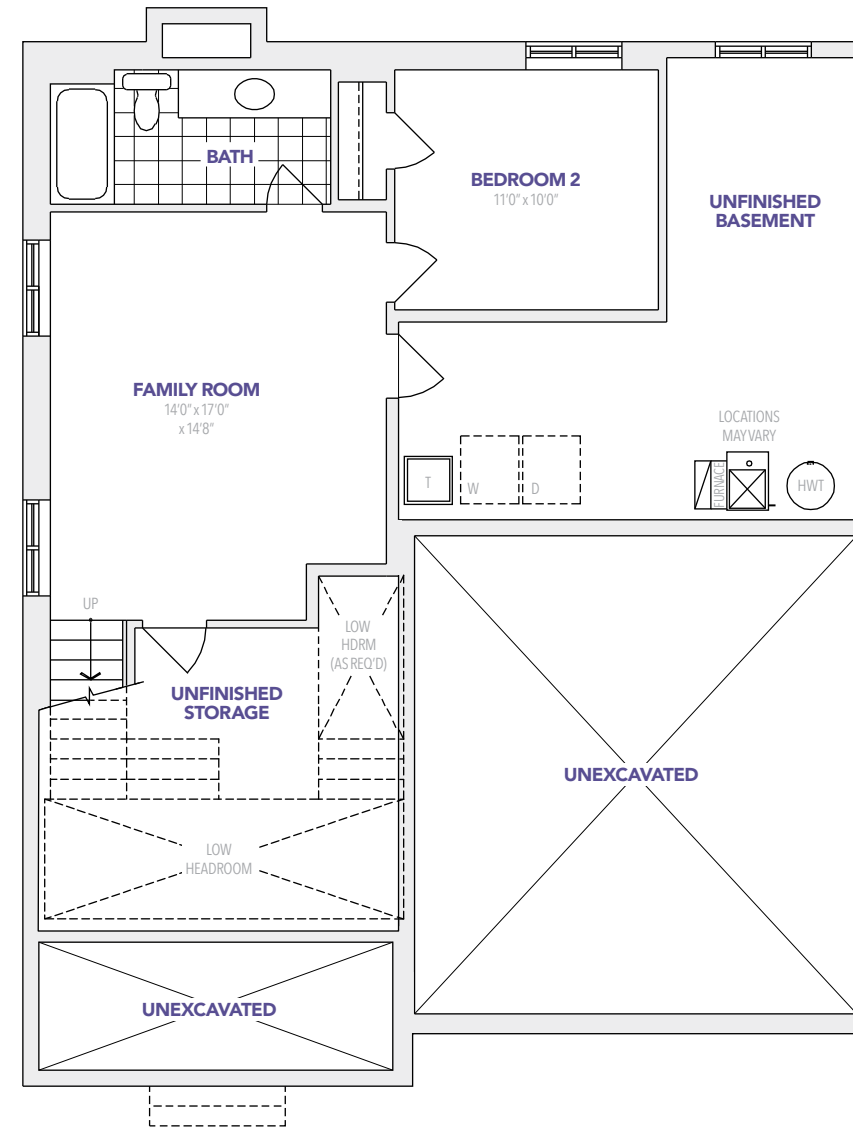 BATH
BEDROOM 2
11'0" x 10'0"
UNFINISHED
BASEMENT
FAMILY ROOM
14'0" x 17'0"
x 14'8"
LOCATIONS
MAY VARY
T
W
D
FURNACE
HWT
UP
LOW
HDRM
(AS REQ'D)
UNFINISHED
STORAGE
UNEXCAVATED
LOW
HEADROOM
UNEXCAVATED